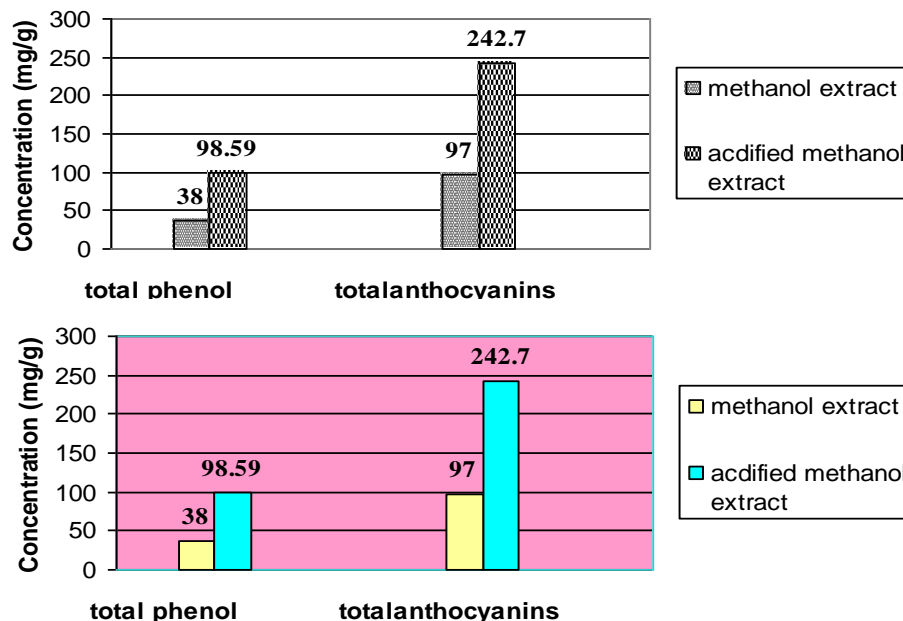 Concentration (mg/g)
300
250
200
150
100
50
0
38
98.59
97
242.7
total phenol
totalanthocyanins
methanol extract
acdified methanol
extract
Concentration (mg/g)
300
250
200
150
100
50
0
38
98.59
97
242.7
total phenol
totalanthocyanins
methanol extract
acdified methanol
extract